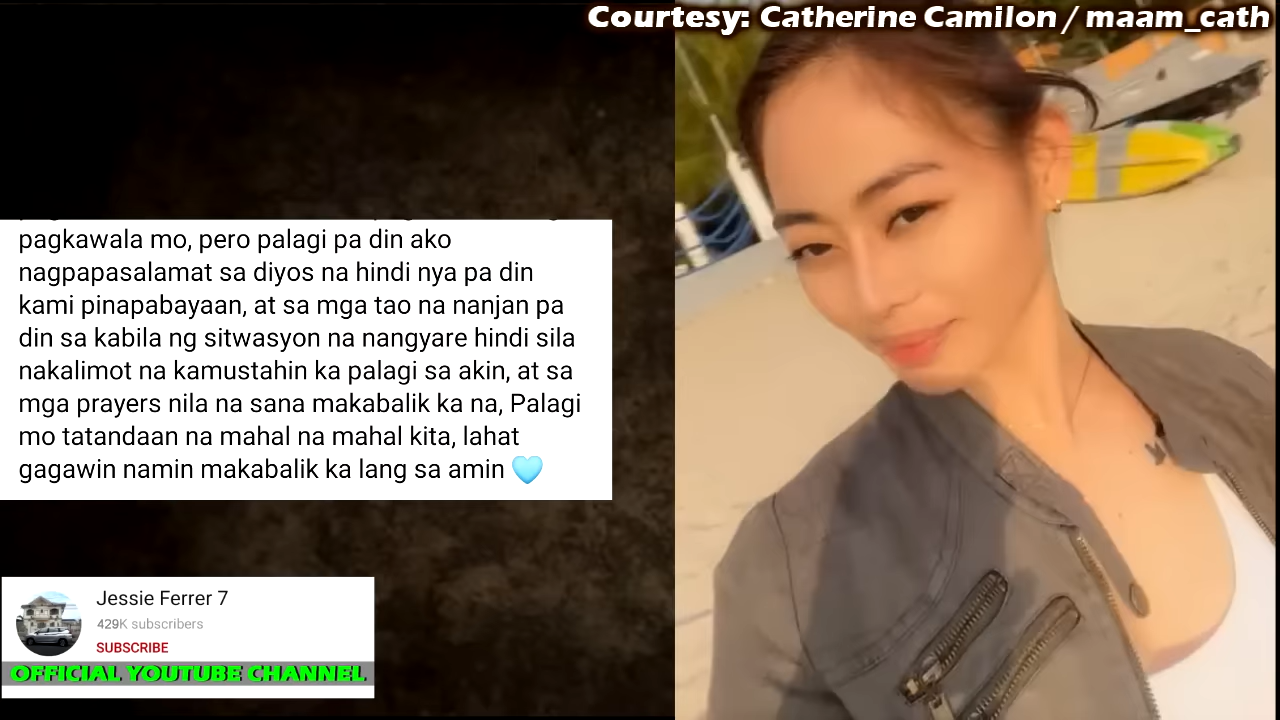 Courtesy: Catherine Camilon / maam_cath
pagkawala mo, pero palagi pa din ako
nagpapasalamat sa diyos na hindi nya pa din
kami pinapabayaan, at sa mga tao na nanjan pa
din sa kabila ng sitwasyon na nangyare hindi sila
nakalimot na kamustahin ka palagi sa akin, at sa
mga prayers nila na sana makabalik ka na, Palagi
mo tatandaan na mahal na mahal kita, lahat
gagawin namin makabalik ka lang sa amin 🩵
Jessie Ferrer 7
429K subscribers
SUBSCRIBE
OFFICIAL YOUTUBE CHANNEL